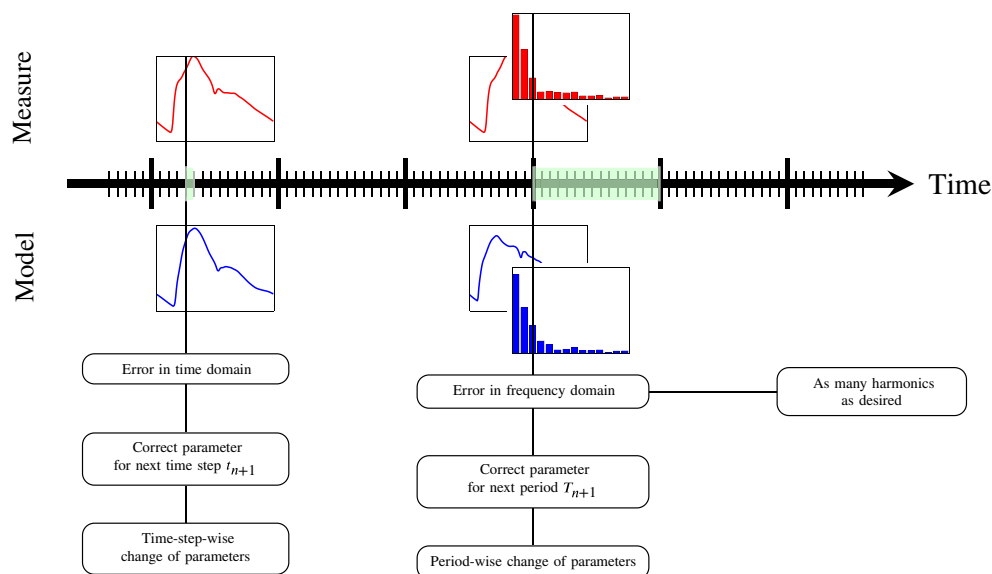 Measure
Time
Model
Error in time domain
Correct parameter
for next time step t_{n+1}
Time-step-wise
change of parameters
Error in frequency domain
As many harmonics
as desired
Correct parameter
for next period T_{n+1}
Period-wise change of parameters